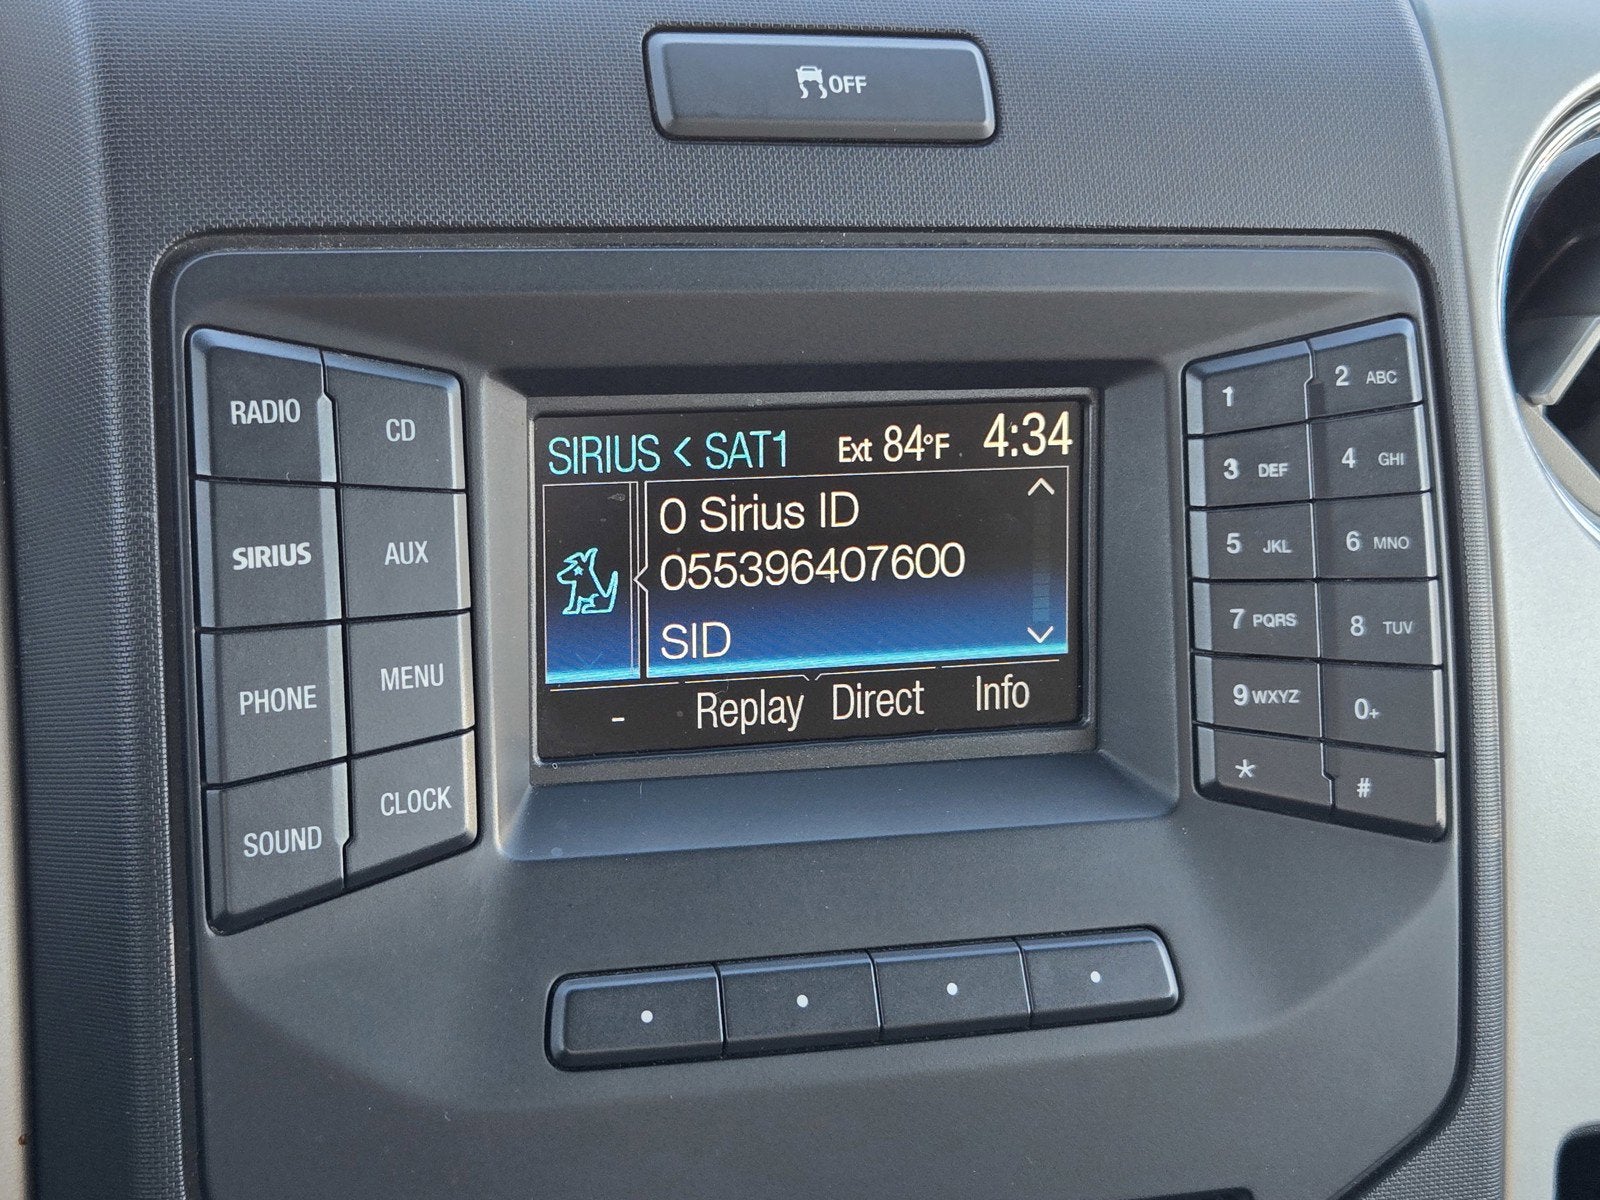 OFF
SIRIUS < SAT1 Ext 84°F 4:34
0 Sirius ID
055396407600
SID
- Replay Direct Info
RADIO CD
SIRIUS AUX
PHONE MENU
SOUND CLOCK
1 2 ABC
3 DEF 4 GHI
5 JKL 6 MNO
7 PQRS 8 TUV
9 WXYZ 0+
* #